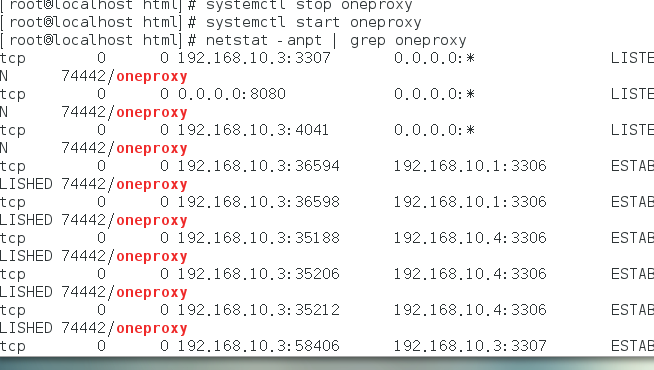 [root@localhost html]# systemctl stop oneproxy
[root@localhost html]# systemctl start oneproxy
[root@localhost html]# netstat -anpt | grep oneproxy
tcp 0 0 192.168.10.3:3307 0.0.0.0:* LISTE
N 74442/oneproxy
tcp 0 0 0.0.0.0:8080 0.0.0.0:* LISTE
N 74442/oneproxy
tcp 0 0 192.168.10.3:4041 0.0.0.0:* LISTE
N 74442/oneproxy
tcp 0 0 192.168.10.3:36594 192.168.10.1:3306 ESTAB
LISHED 74442/oneproxy
tcp 0 0 192.168.10.3:36598 192.168.10.1:3306 ESTAB
LISHED 74442/oneproxy
tcp 0 0 192.168.10.3:35188 192.168.10.4:3306 ESTAB
LISHED 74442/oneproxy
tcp 0 0 192.168.10.3:35206 192.168.10.4:3306 ESTAB
LISHED 74442/oneproxy
tcp 0 0 192.168.10.3:35212 192.168.10.4:3306 ESTAB
LISHED 74442/oneproxy
tcp 0 0 192.168.10.3:58406 192.168.10.3:3307 ESTAB